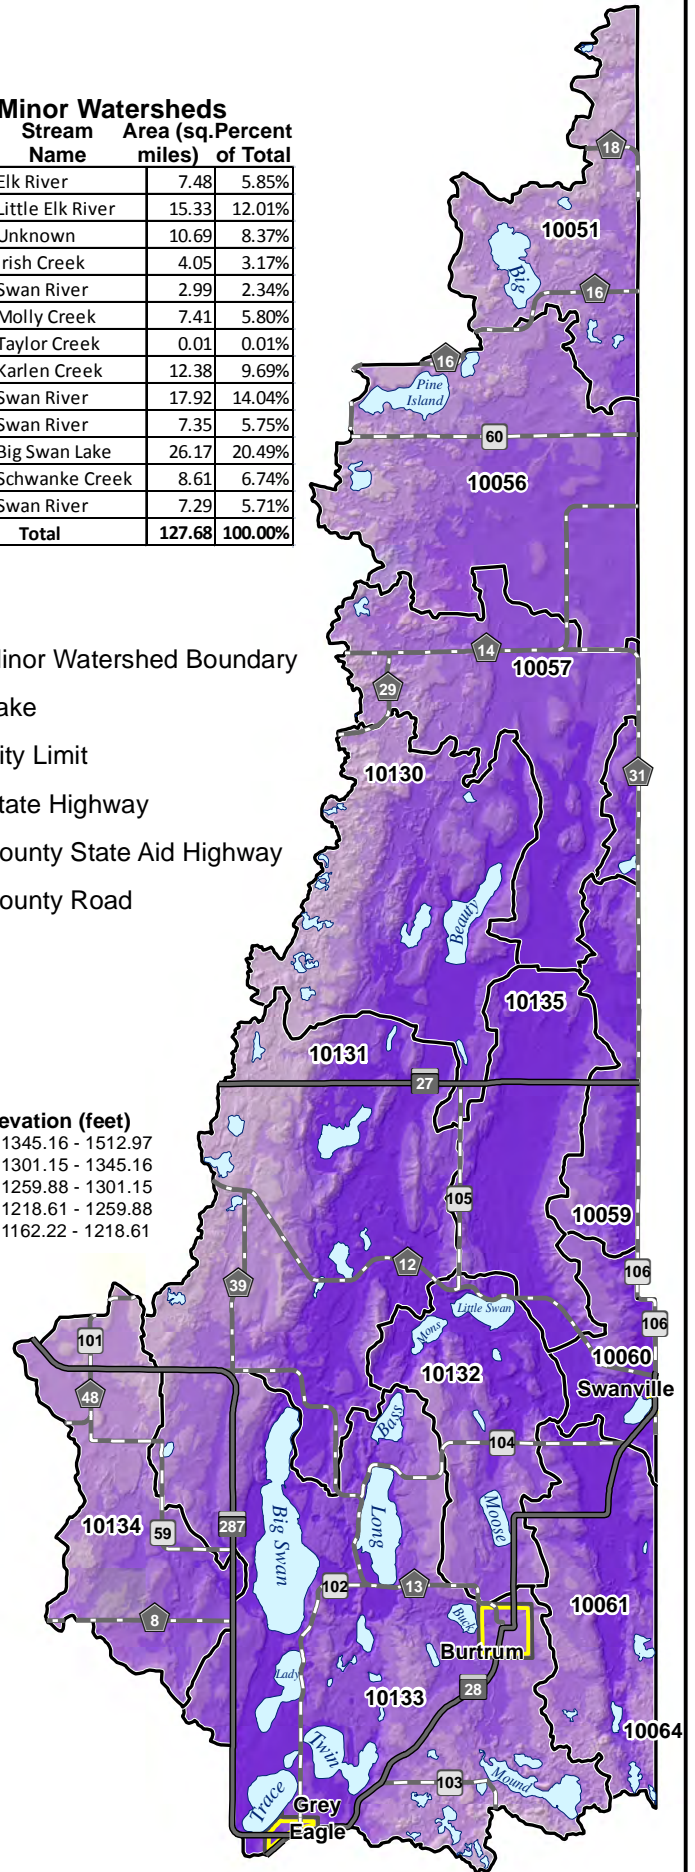 Minor Watersheds
Stream Area (sq. Percent
Name miles) of Total
Elk River 7.48 5.85%
Little Elk River 15.33 12.01%
Unknown 10.69 8.37%
rish Creek 4.05 3.17%
Swan River 2.99 2.34%
Molly Creek 7.41 5.80%
Taylor Creek 0.01 0.01%
Karlen Creek 12.38 9.69%
Swan River 17.92 14.04%
Swan River 7.35 5.75%
Big Swan Lake 26.17 20.49%
Schwanke Creek 8.61 6.74%
Swan River 7.29 5.71%
Total 127.68 100.00%
inor Watershed Boundary
ake
ity Limit
tate Highway
ounty State Aid Highway
ounty Road
evation (feet)
1345.16 - 1512.97
1301.15 - 1345.16
1259.88 - 1301.15
1218.61 - 1259.88
1162.22 - 1218.61
18
10051
Big
16
16
Pine
Island
60
10056
14
10057
29
10130
31
Beauty
10135
10131
27
105
10059
12
106
39
Little Swan
106
Mons
101
10060
10132
Swanville
48
Bass
104
Big Swan
Long
Moose
10134
59
287
102
13
10061
8
Buck
Burtrum
Lady
28
10133
10064
Twin
103
Mound
Trace
Grey
Eagle